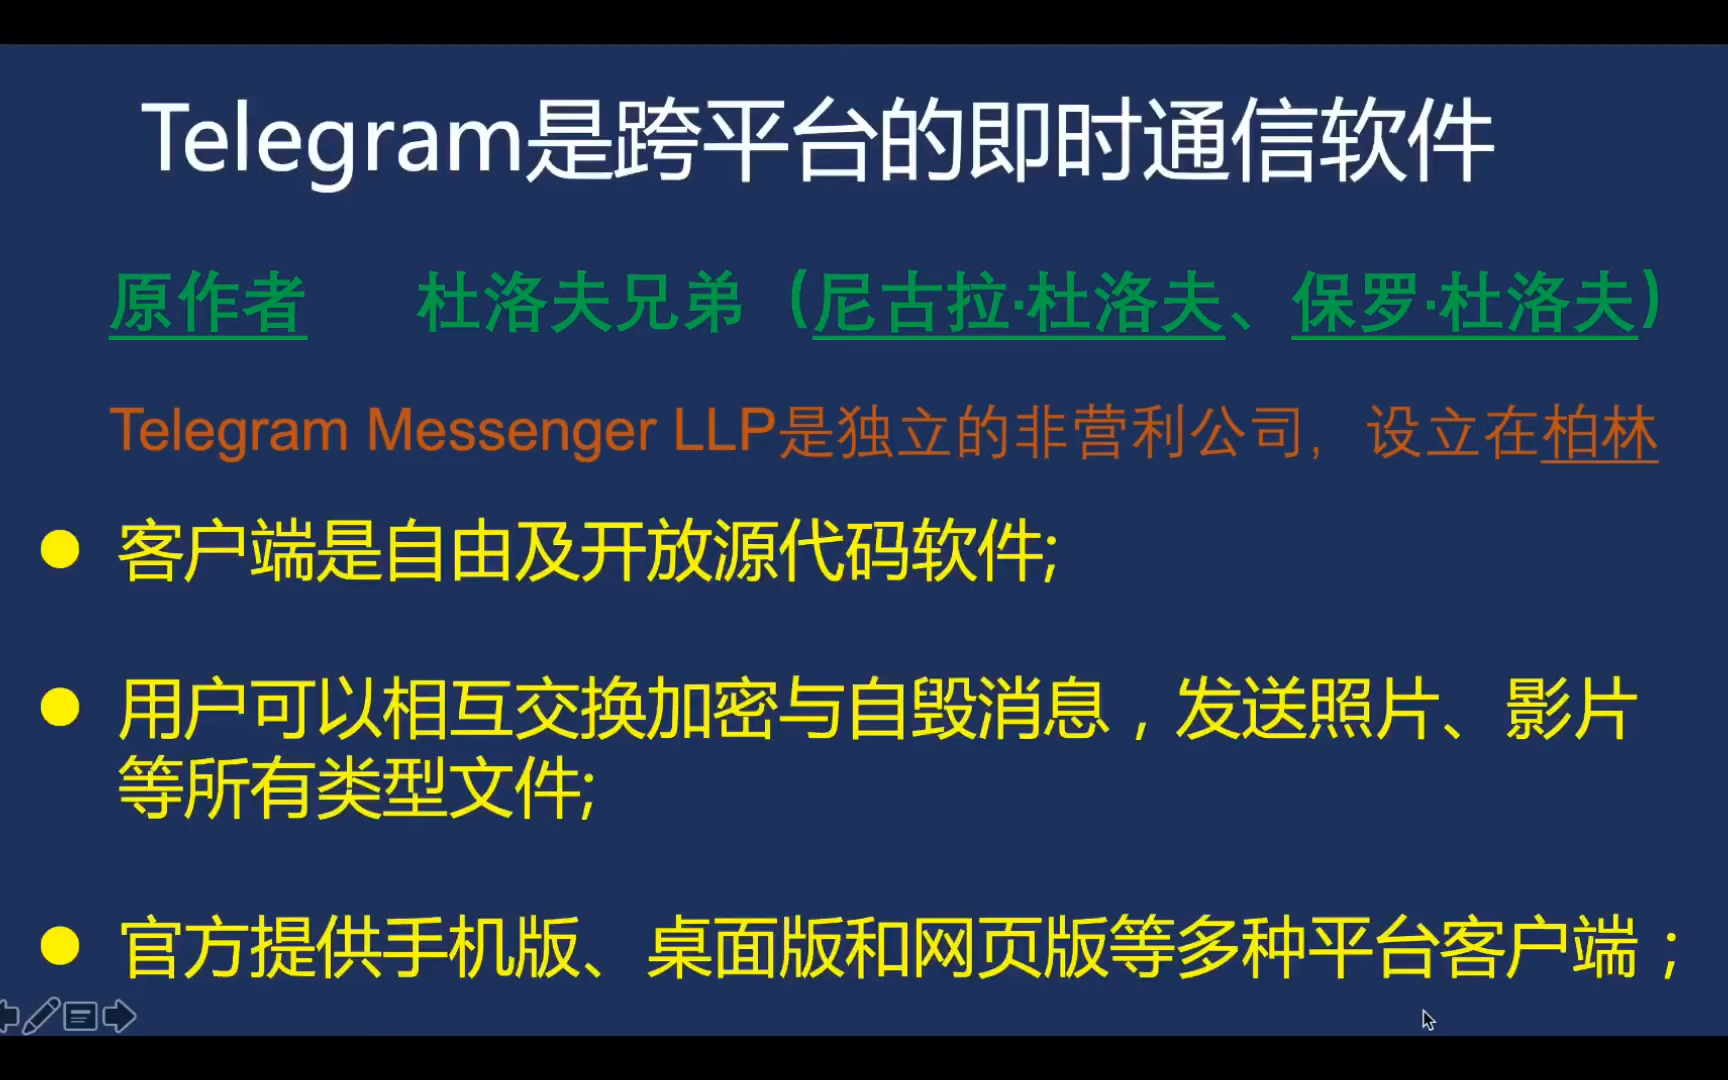 Telegram是跨平台的即时通信软件
原作者 杜洛夫兄弟（尼古拉·杜洛夫、保罗·杜洛夫）
Telegram Messenger LLP是独立的非营利公司，设立在柏林
客户端是自由及开放源代码软件;
用户可以相互交换加密与自毁消息，发送照片、影片
等所有类型文件;
官方提供手机版、桌面版和网页版等多种平台客户端；